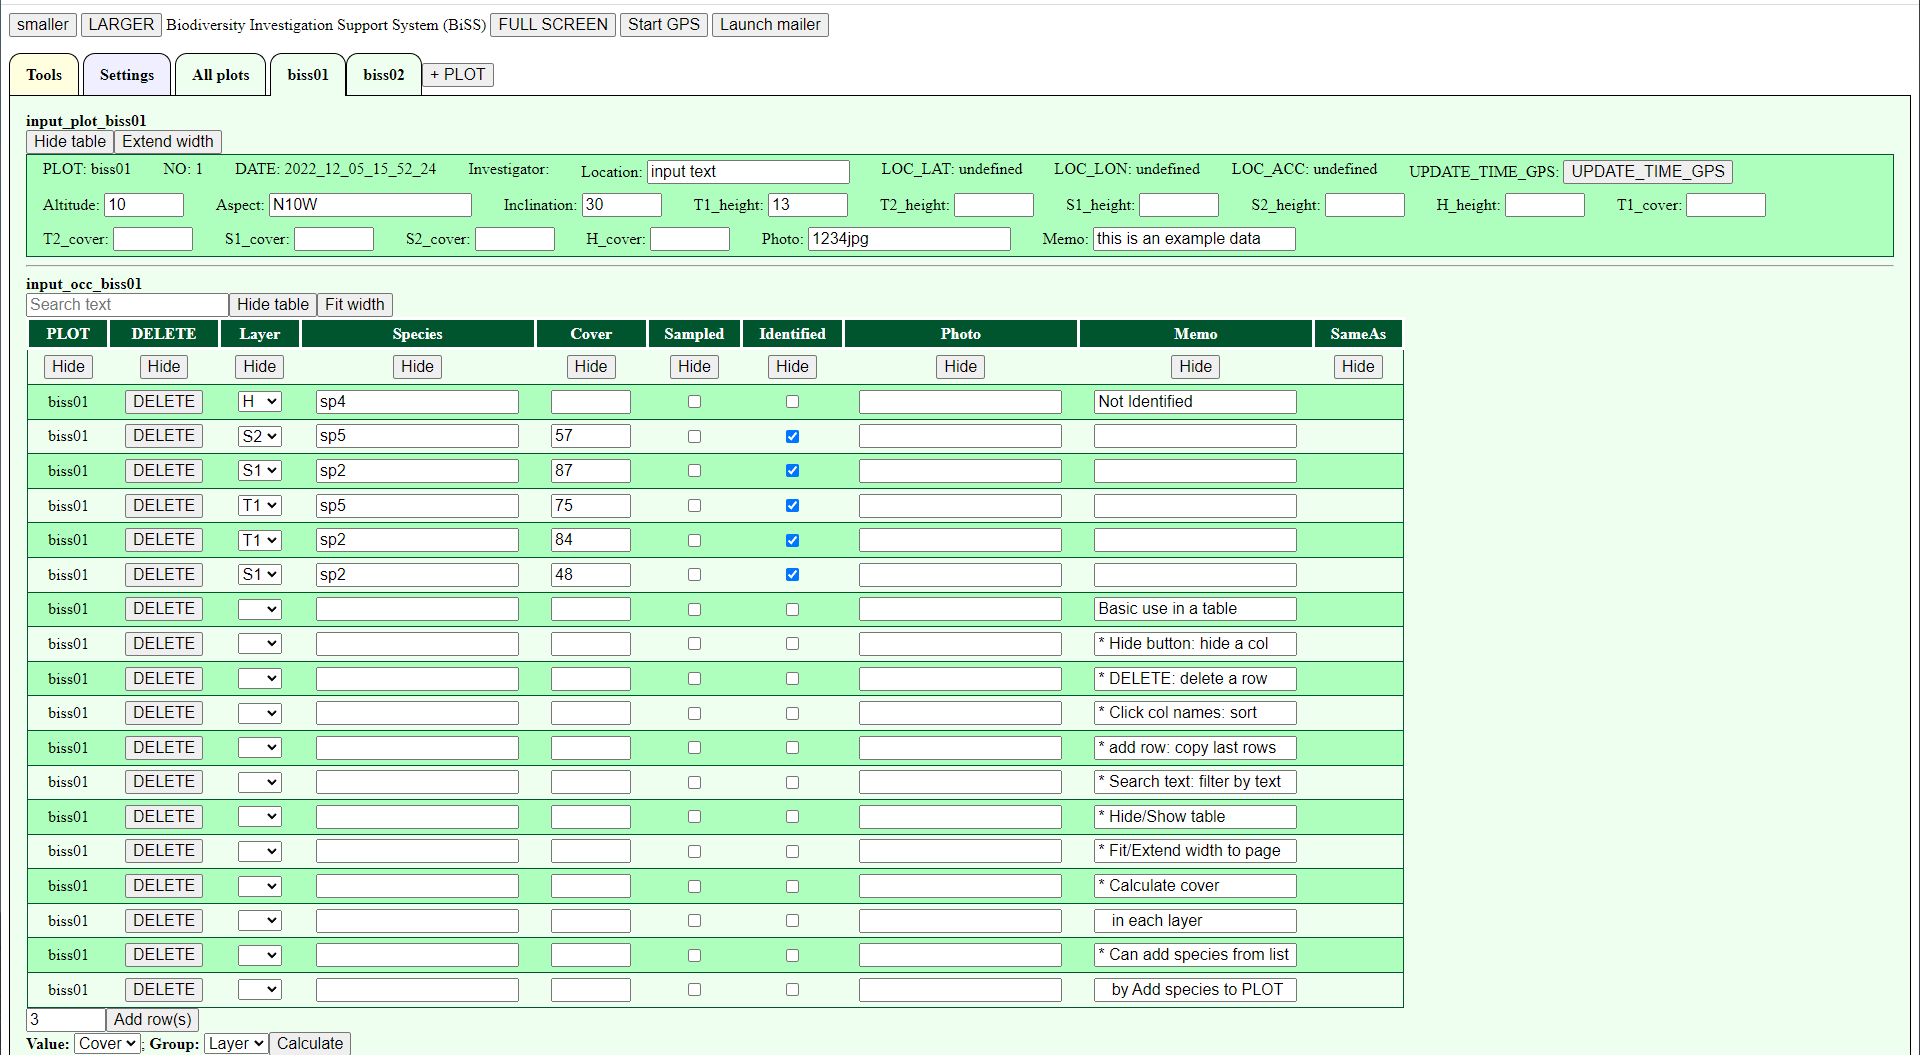 smaller LARGER Biodiversity Investigation Support System (BiSS) FULL SCREEN Start GPS Launch mailer
Tools Settings All plots biss01 biss02 + PLOT
input_plot_biss01
Hide table Extend width
PLOT: biss01 NO: 1 DATE: 2022_12_05_15_52_24 Investigator: Location: input text LOC_LAT: undefined LOC_LON: undefined LOC_ACC: undefined UPDATE_TIME_GPS: UPDATE_TIME_GPS
Altitude: 10 Aspect: N10W Inclination: 30 T1_height: 13 T2_height: S1_height: S2_height: H_height: T1_cover:
T2_cover: S1_cover: S2_cover: H_cover: Photo: 1234jpg Memo: this is an example data
input_occ_biss01
Search text Hide table Fit width
PLOT DELETE Layer Species Cover Sampled Identified Photo Memo SameAs
Hide Hide Hide Hide Hide Hide Hide Hide Hide Hide
biss01 DELETE H sp4 Not Identified
biss01 DELETE S2 sp5 57
biss01 DELETE S1 sp2 87
biss01 DELETE T1 sp5 75
biss01 DELETE T1 sp2 84
biss01 DELETE S1 sp2 48
biss01 DELETE Basic use in a table
biss01 DELETE * Hide button: hide a col
biss01 DELETE * DELETE: delete a row
biss01 DELETE * Click col names: sort
biss01 DELETE * add row: copy last rows
biss01 DELETE * Search text: filter by text
biss01 DELETE * Hide/Show table
biss01 DELETE * Fit/Extend width to page
biss01 DELETE * Calculate cover
biss01 DELETE in each layer
biss01 DELETE * Can add species from list
biss01 DELETE by Add species to PLOT
3 Add row(s)
Value: Cover ; Group: Layer Calculate